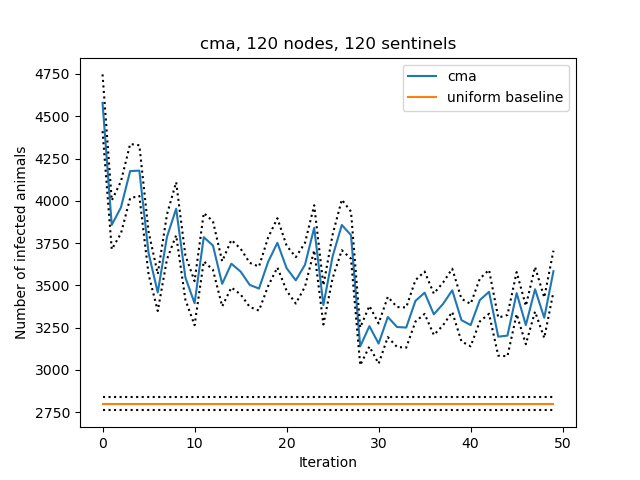 cma, 120 nodes, 120 sentinels
cma
uniform baseline
Number of infected animals
4750
4500
4250
4000
3750
3500
3250
3000
2750
0 10 20 30 40 50
Iteration